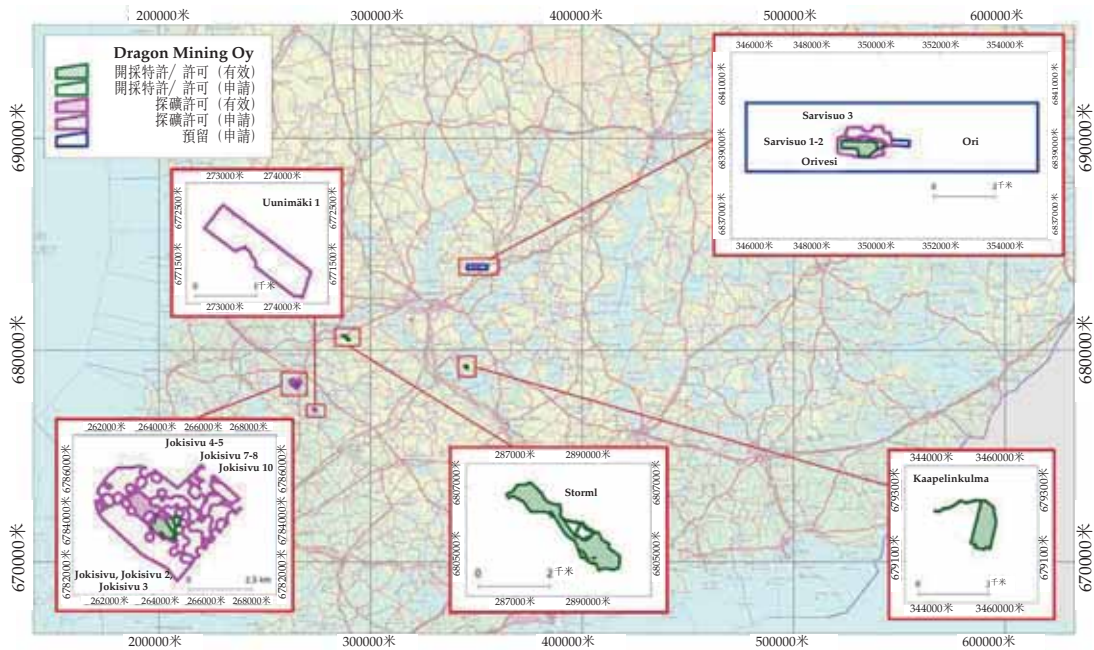 200000米 300000米 400000米 500000米 600000米
Dragon Mining Oy
開採特許/ 許可 (有效)
開採特許/ 許可 (申請)
探礦許可 (有效)
探礦許可 (申請)
預留 (申請)
690000米
680000米
670000米
690000米
680000米
670000米
346000米 348000米 350000米 352000米 354000米
6841000米
6839000米
6837000米
Sarvisuo 3
Sarvisuo 1-2
Orivesi
Ori
千米
6841000米
6839000米
6837000米
346000米 348000米 350000米 352000米 354000米
273000米 274000米
6772500米
6771500米
Uunimäki 1
千米
6772500米
6771500米
273000米 274000米
262000米 264000米 266000米 268000米
Jokisivu 4-5
Jokisivu 7-8
Jokisivu 10
6786000米
6784000米
6782000米
Jokisivu, Jokisivu 2,
Jokisivu 3
2,5 km
6786000米
6784000米
6782000米
262000米 264000米 266000米 268000米
287000米 2890000米
6807000米
6805000米
Storml
0 2 千米
6807000米
6805000米
287000米 2890000米
344000米 3460000米
Kaapelinkulma
679300米
679100米
0 千米
679300米
679100米
344000米 3460000米
200000米 300000米 400000米 500000米 600000米